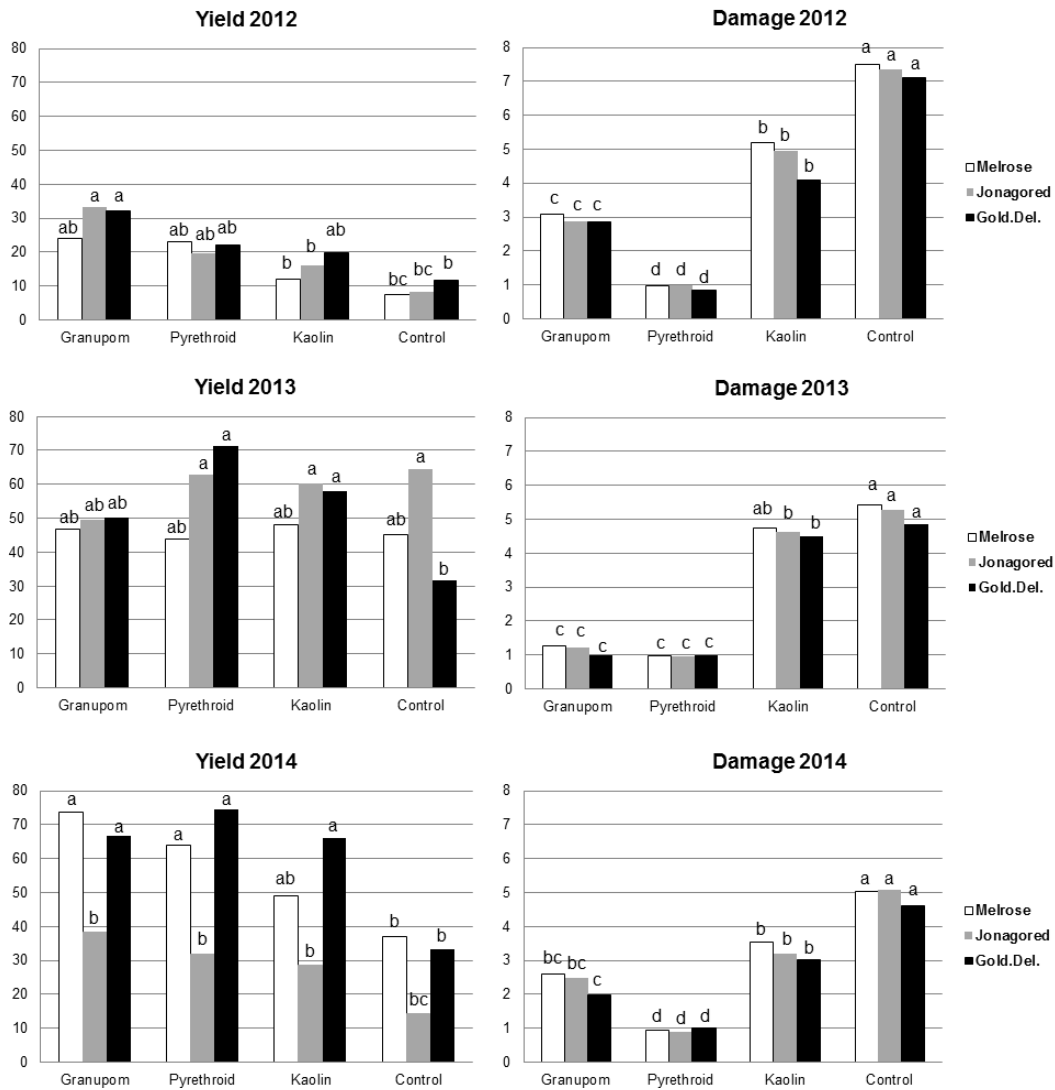 Yield 2012
80
70
60
50
40
30
20
10
0
ab a a ab ab ab b b ab bc bc b
Granupom Pyrethroid Kaolin Control
Damage 2012
8
7
6
5
4
3
2
1
0
c c c d d d b b b a a a
Granupom Pyrethroid Kaolin Control
Melrose
Jonagored
Gold.Del.
Yield 2013
80
70
60
50
40
30
20
10
0
ab ab ab ab a a ab a a ab a b
Granupom Pyrethroid Kaolin Control
Damage 2013
8
7
6
5
4
3
2
1
0
c c c c c c ab b b a a a
Granupom Pyrethroid Kaolin Control
Melrose
Jonagored
Gold.Del.
Yield 2014
80
70
60
50
40
30
20
10
0
a b a a b a ab b a b bc b
Granupom Pyrethroid Kaolin Control
Damage 2014
8
7
6
5
4
3
2
1
0
bc bc c d d d b b b a a a
Granupom Pyrethroid Kaolin Control
Melrose
Jonagored
Gold.Del.